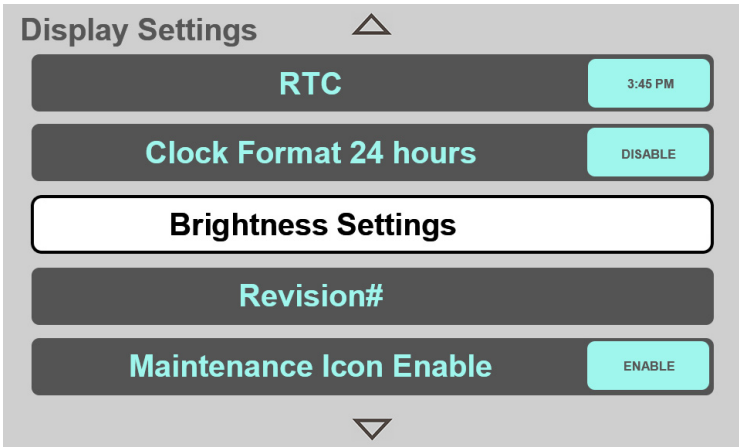 Display Settings
RTC
3:45 PM
Clock Format 24 hours
DISABLE
Brightness Settings
Revision#
Maintenance Icon Enable
ENABLE